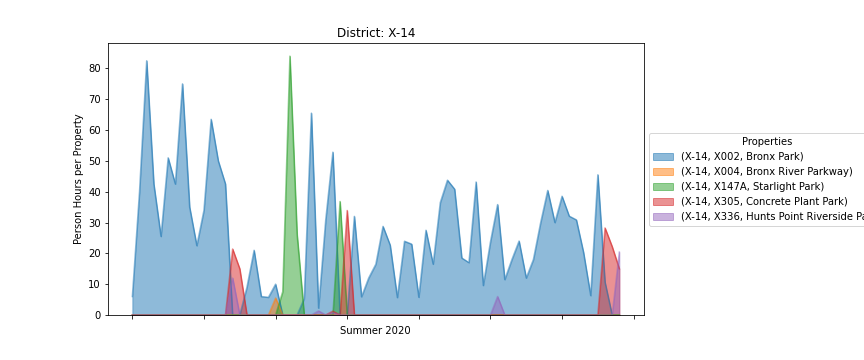 District: X-14
Person Hours per Property
80
70
60
50
40
30
20
10
0
Summer 2020
Properties
(X-14, X002, Bronx Park)
(X-14, X004, Bronx River Parkway)
(X-14, X147A, Starlight Park)
(X-14, X305, Concrete Plant Park)
(X-14, X336, Hunts Point Riverside Pa